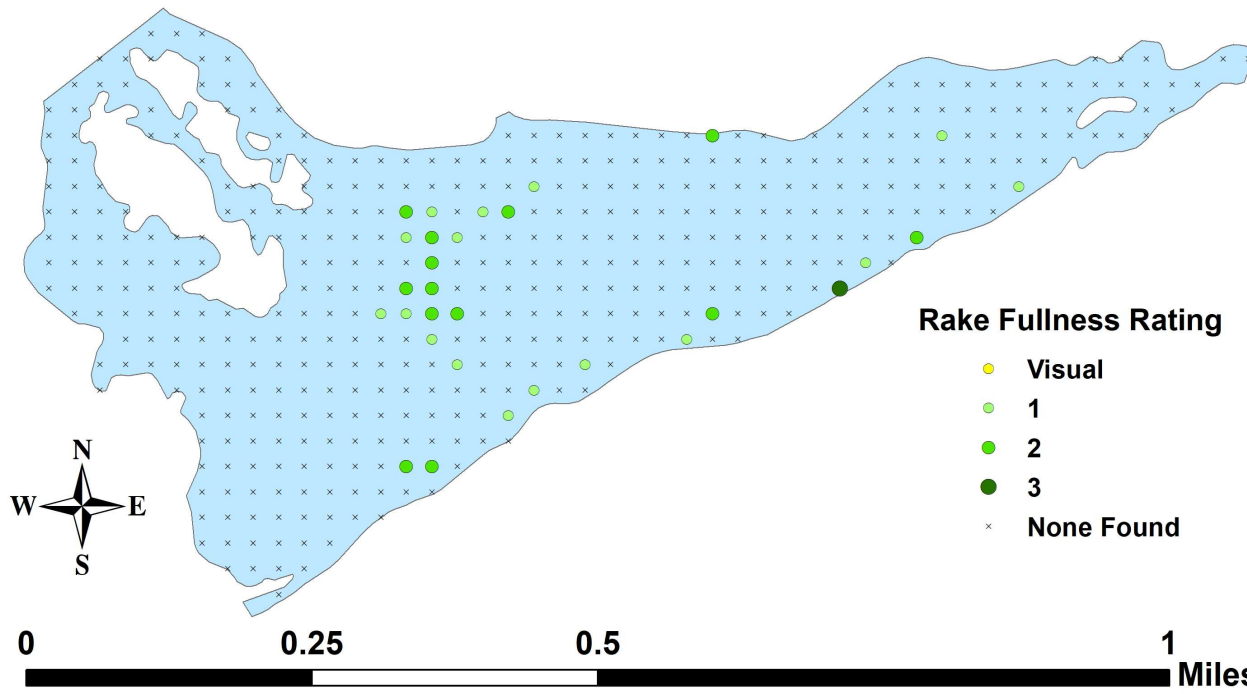 Rake Fullness Rating
Visual
1
2
3
None Found
N
W E
S
0 0.25 0.5 1
Miles